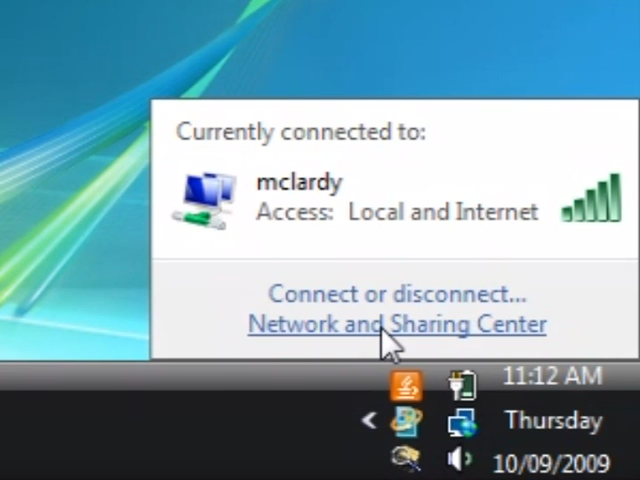 Currently connected to:
mclardy
Access: Local and Internet
Connect or disconnect...
Network and Sharing Center
11:12 AM
Thursday
10/09/2009